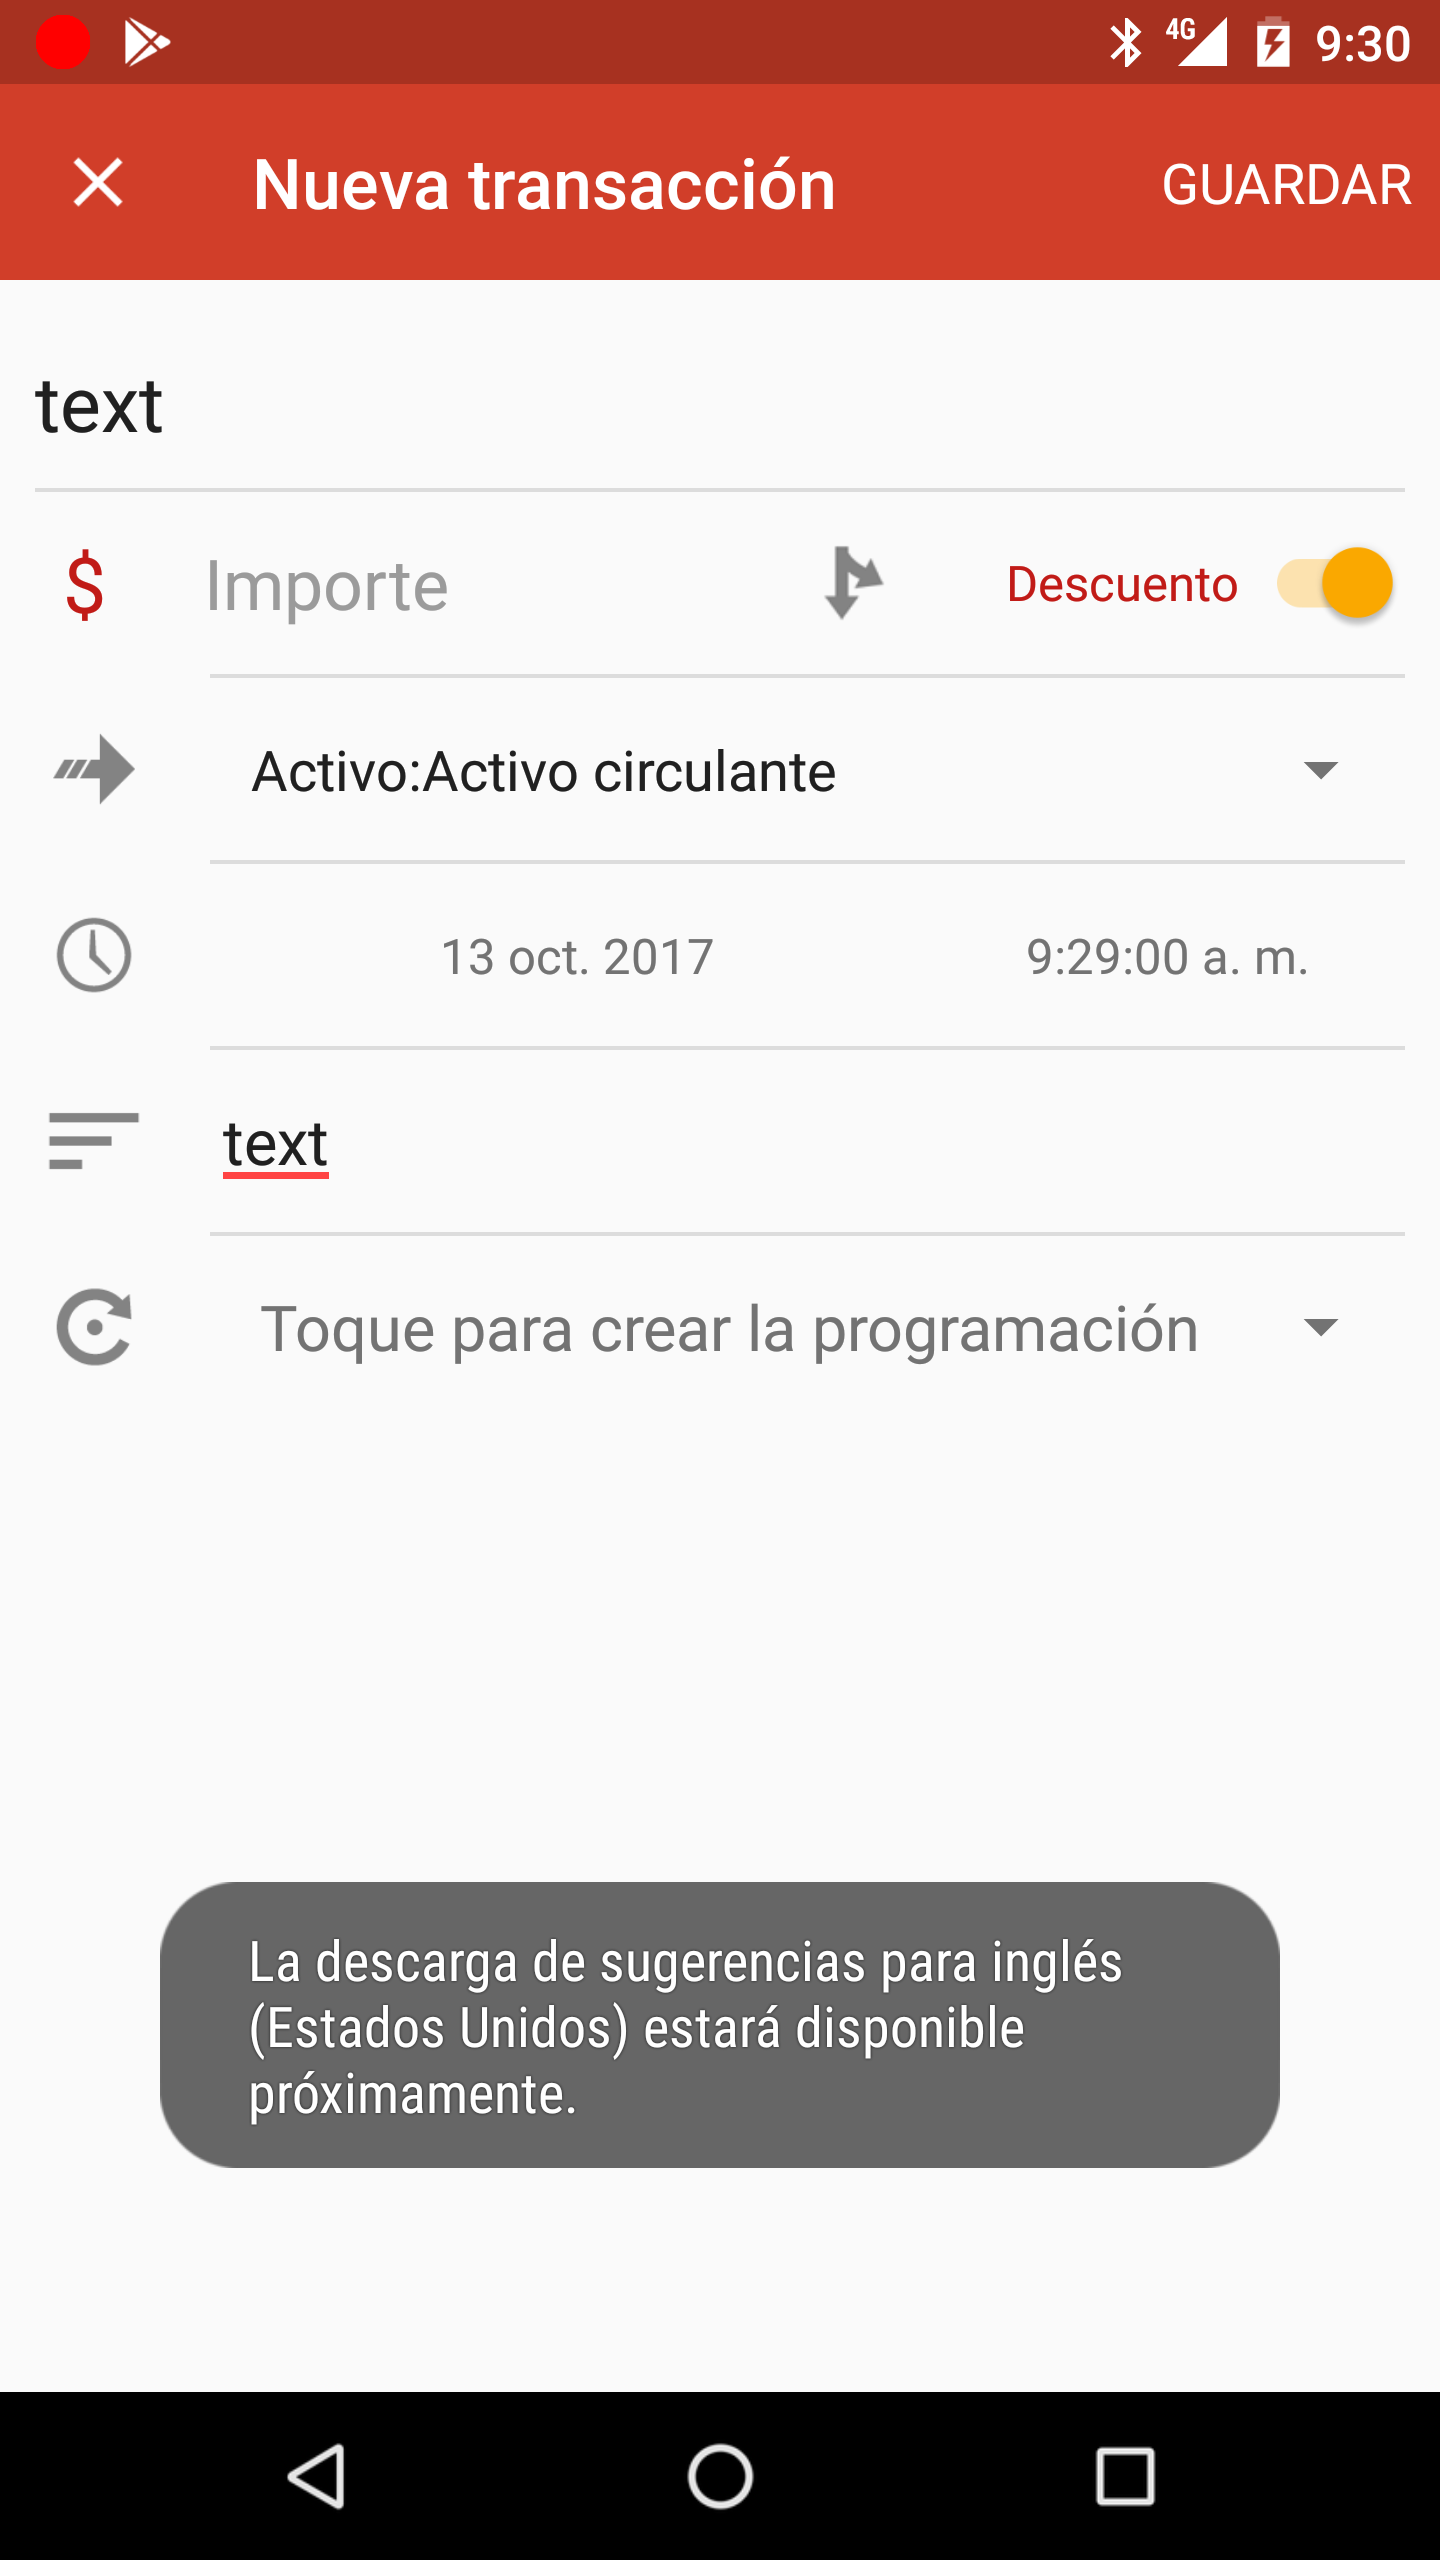 4G 9:30
Nueva transacción GUARDAR
text
$ Importe Descuento
Activo:Activo circulante
13 oct. 2017 9:29:00 a. m.
text
Toque para crear la programación
La descarga de sugerencias para inglés
(Estados Unidos) estará disponible
próximamente.